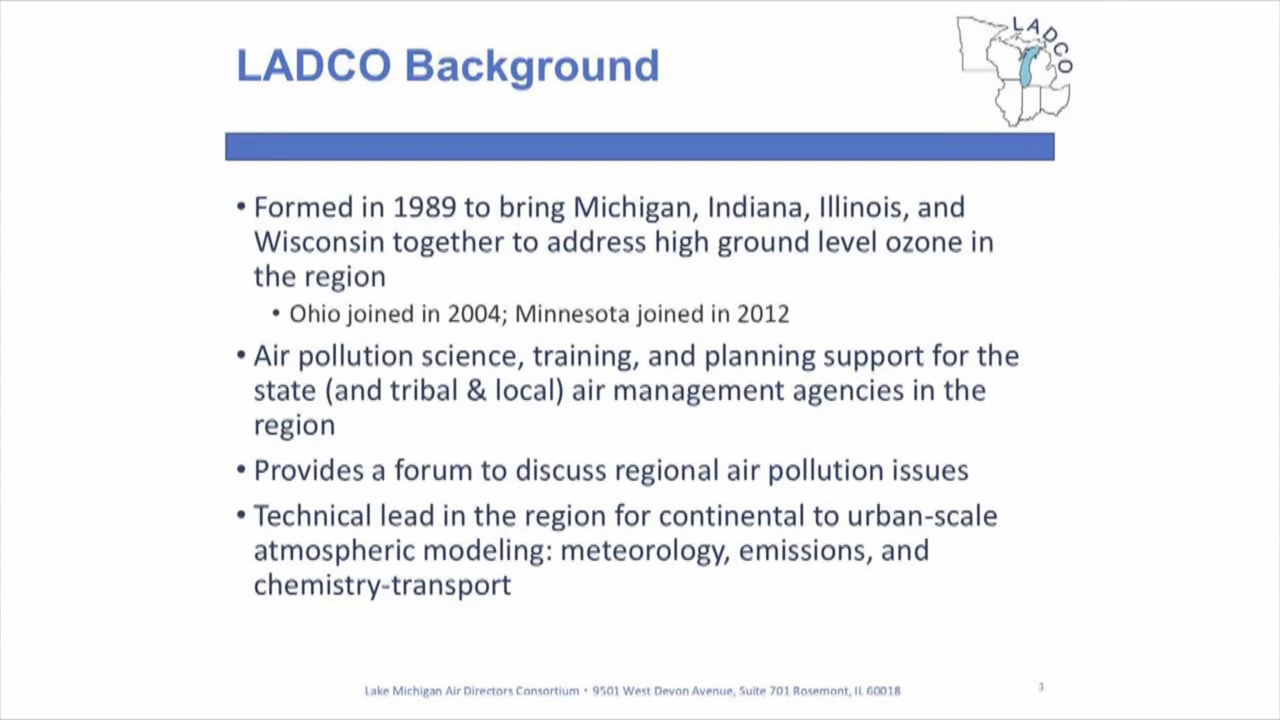 LADCO Background
LADCO
• Formed in 1989 to bring Michigan, Indiana, Illinois, and
Wisconsin together to address high ground level ozone in
the region
• Ohio joined in 2004; Minnesota joined in 2012
• Air pollution science, training, and planning support for the
state (and tribal & local) air management agencies in the
region
• Provides a forum to discuss regional air pollution issues
• Technical lead in the region for continental to urban-scale
atmospheric modeling: meteorology, emissions, and
chemistry-transport
Lake Michigan Air Directors Consortium • 9501 West Devon Avenue, Suite 701 Rosemont, IL 60018
3